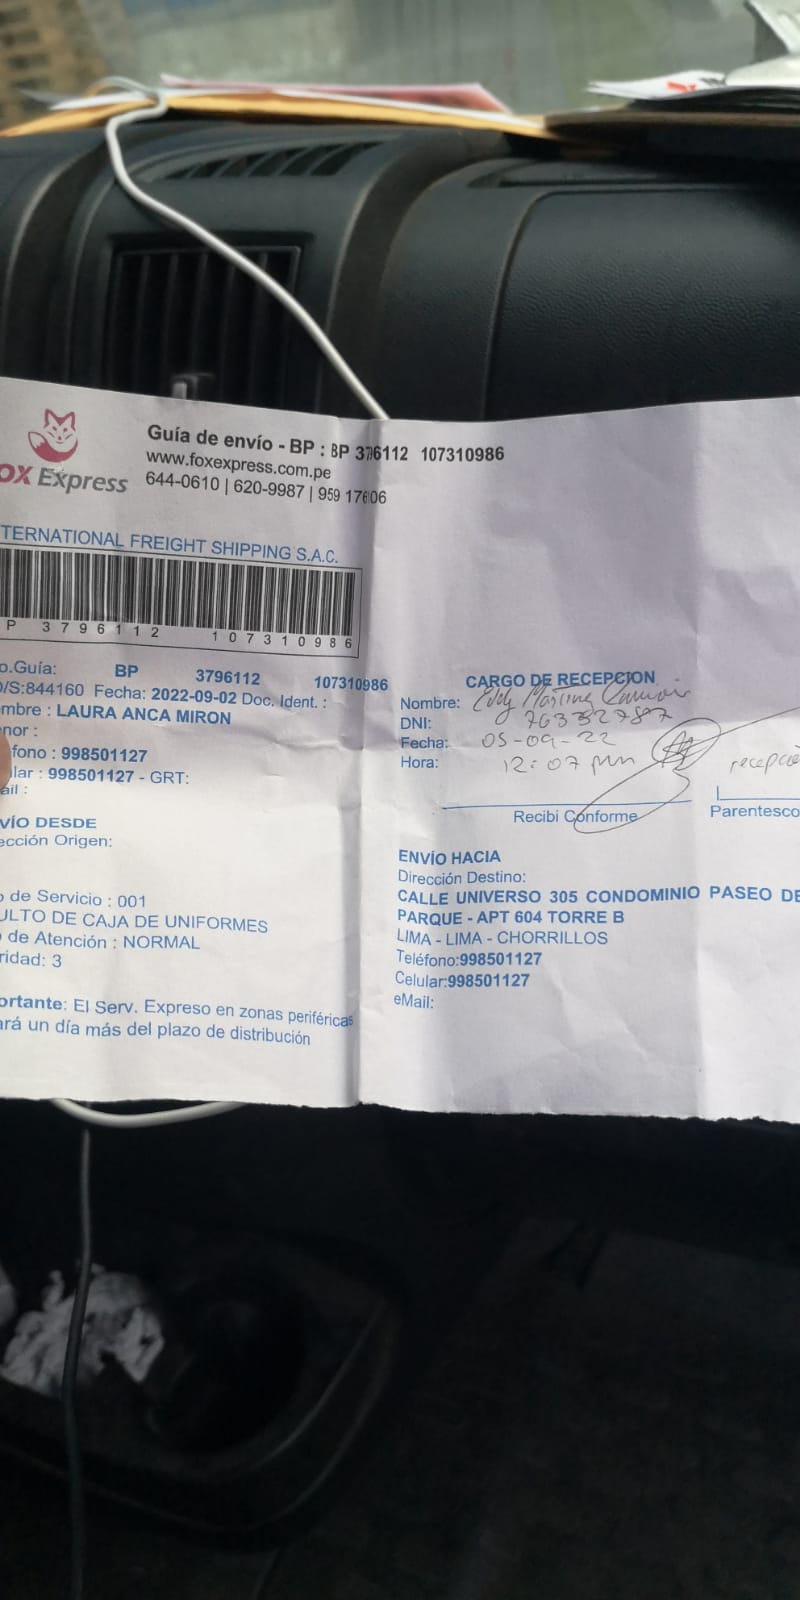 OX Express
Guía de envío - BP : BP 3796112 107310986
www.foxexpress.com.pe
644-0610 | 620-9987 | 959 17606
TERNATIONAL FREIGHT SHIPPING S.A.C.
P 3796112 107310986
o.Guía: BP 3796112 107310986
/S:844160 Fecha: 2022-09-02 Doc. Ident. :
mbre : LAURA ANCA MIRON
nor :
fono : 998501127
lar : 998501127 - GRT:
ail :
VÍO DESDE
ección Origen:
o de Servicio : 001
ULTO DE CAJA DE UNIFORMES
o de Atención : NORMAL
ridad: 3
ortante: El Serv. Expreso en zonas periféricas
ará un día más del plazo de distribución
CARGO DE RECEPCION
Nombre: Eddy Martinez
DNI:
Fecha: 05-09-22
Hora: 12:07 pm
recepció
Recibi Conforme
Parentesco
ENVÍO HACIA
Dirección Destino:
CALLE UNIVERSO 305 CONDOMINIO PASEO DE
PARQUE - APT 604 TORRE B
LIMA - LIMA - CHORRILLOS
Teléfono:998501127
Celular:998501127
eMail: